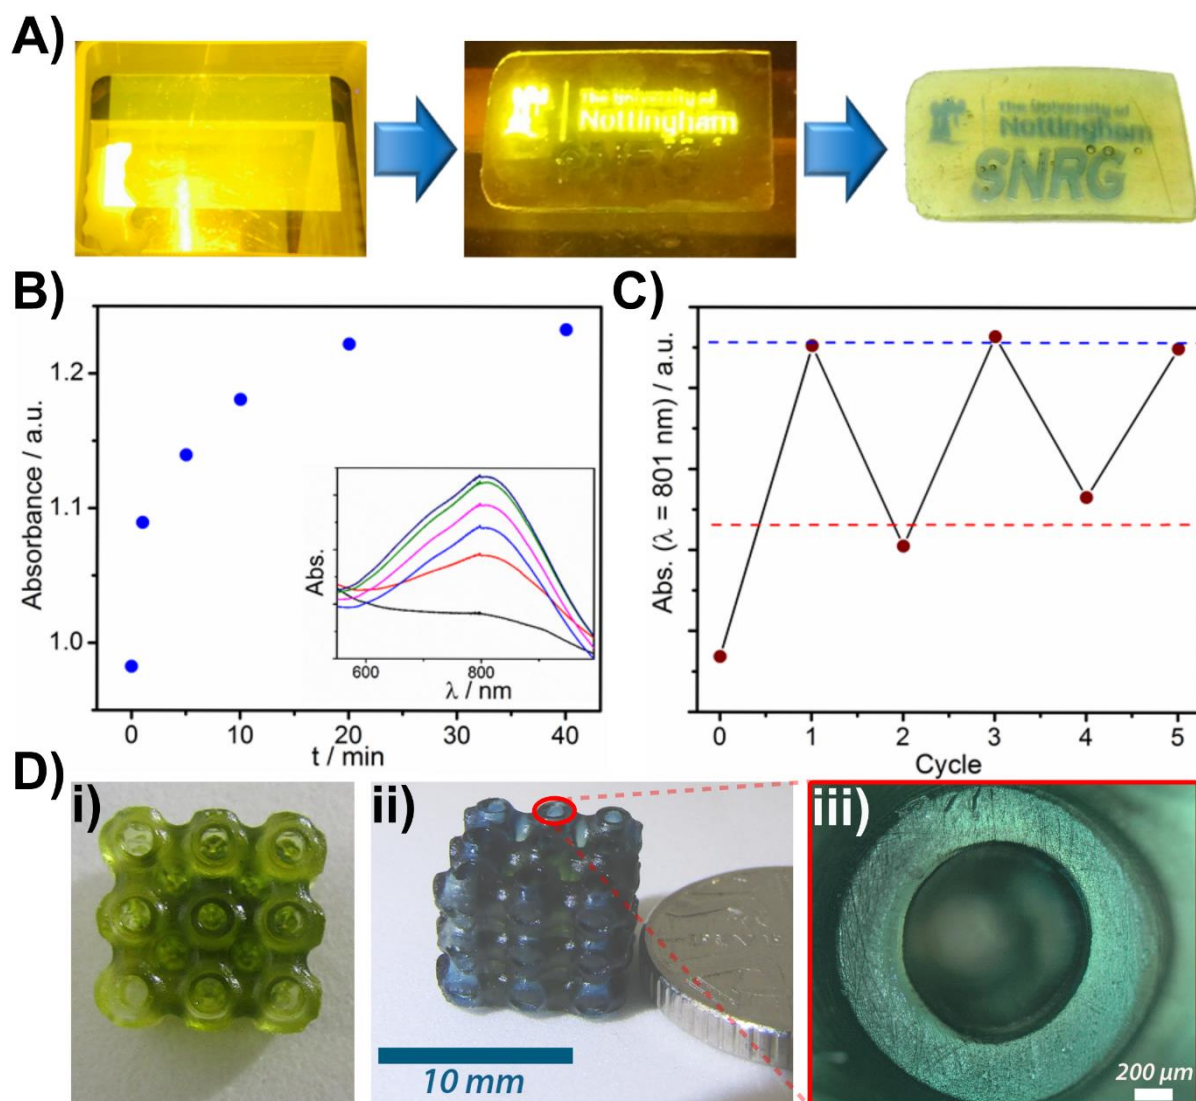 A)
The University of
Nottingham
The University of
Nottingham
SNRG
B)
Absorbance / a.u.
1.2
1.1
1.0
0
10
20
30
40
t / min
Abs.
600
800
λ / nm
C)
Abs. (λ = 801 nm) / a.u.
0
1
2
3
4
5
Cycle
D)
i)
ii)
10 mm
iii)
200 µm